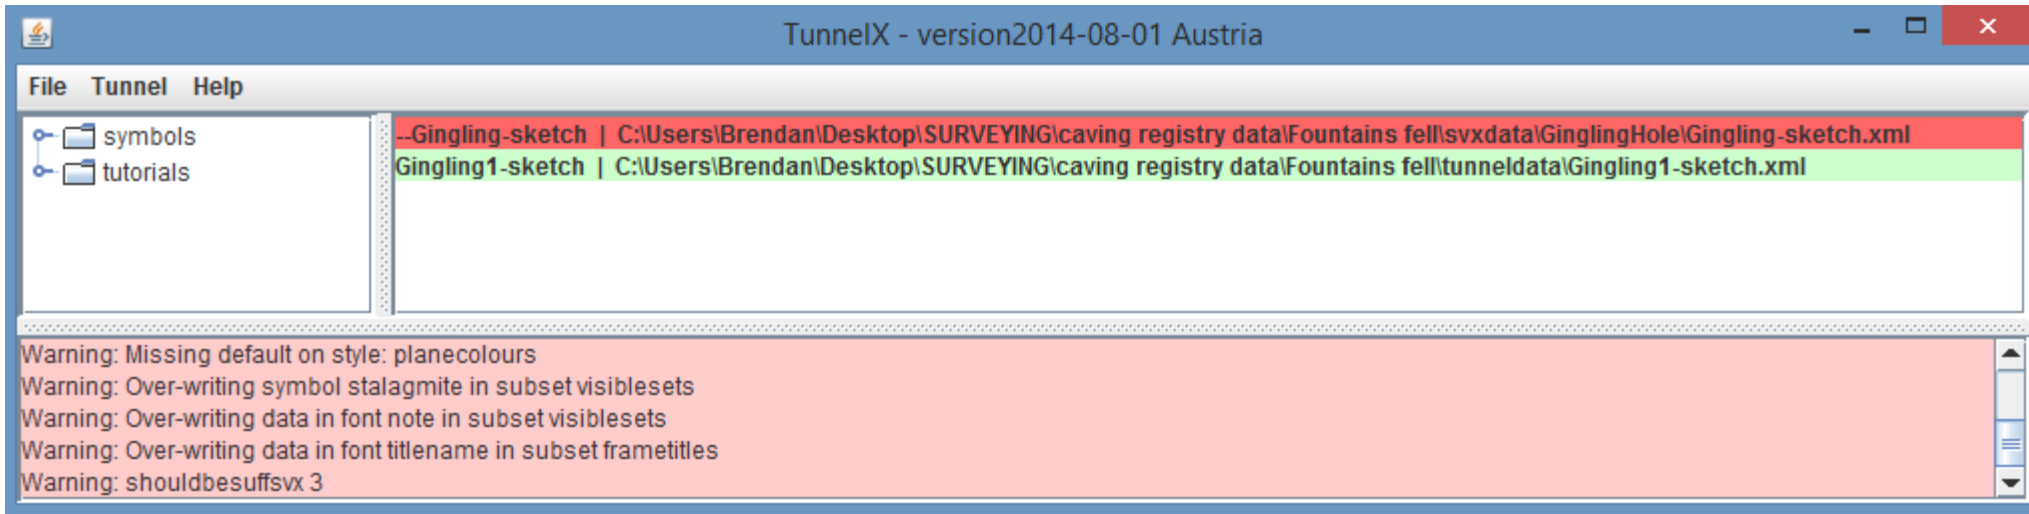 TunnelX - version2014-08-01 Austria
File Tunnel Help
symbols
tutorials
--Gingling-sketch | C:\Users\Brendan\Desktop\SURVEYING\caving registry data\Fountains fell\svxdata\GinglingHole\Gingling-sketch.xml
Gingling1-sketch | C:\Users\Brendan\Desktop\SURVEYING\caving registry data\Fountains fell\tunneldata\Gingling1-sketch.xml
Warning: Missing default on style: planecolours
Warning: Over-writing symbol stalagmite in subset visiblesets
Warning: Over-writing data in font note in subset visiblesets
Warning: Over-writing data in font titlename in subset frametitles
Warning: shouldbesuffsvx 3